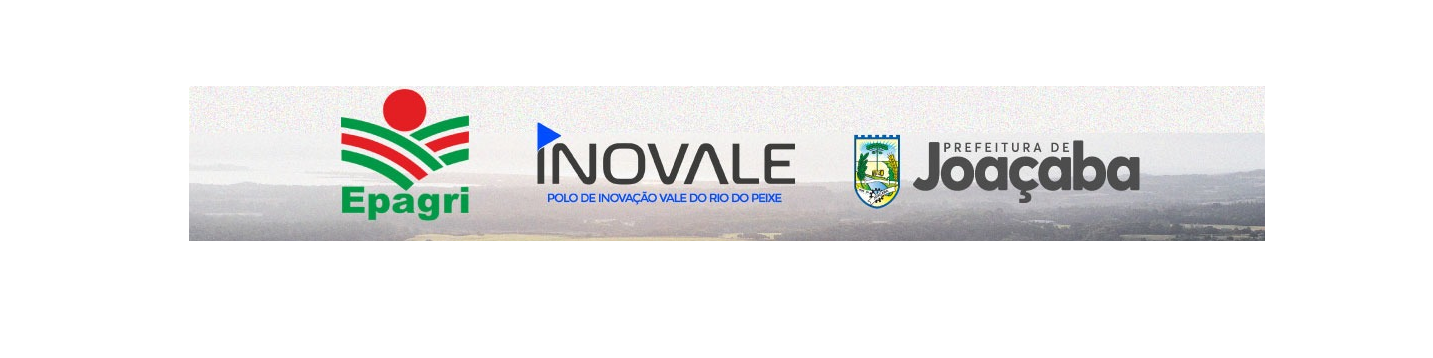 Epagri
INOVALE
POLO DE INOVAÇÃO VALE DO RIO DO PEIXE
PREFEITURA DE
Joaçaba